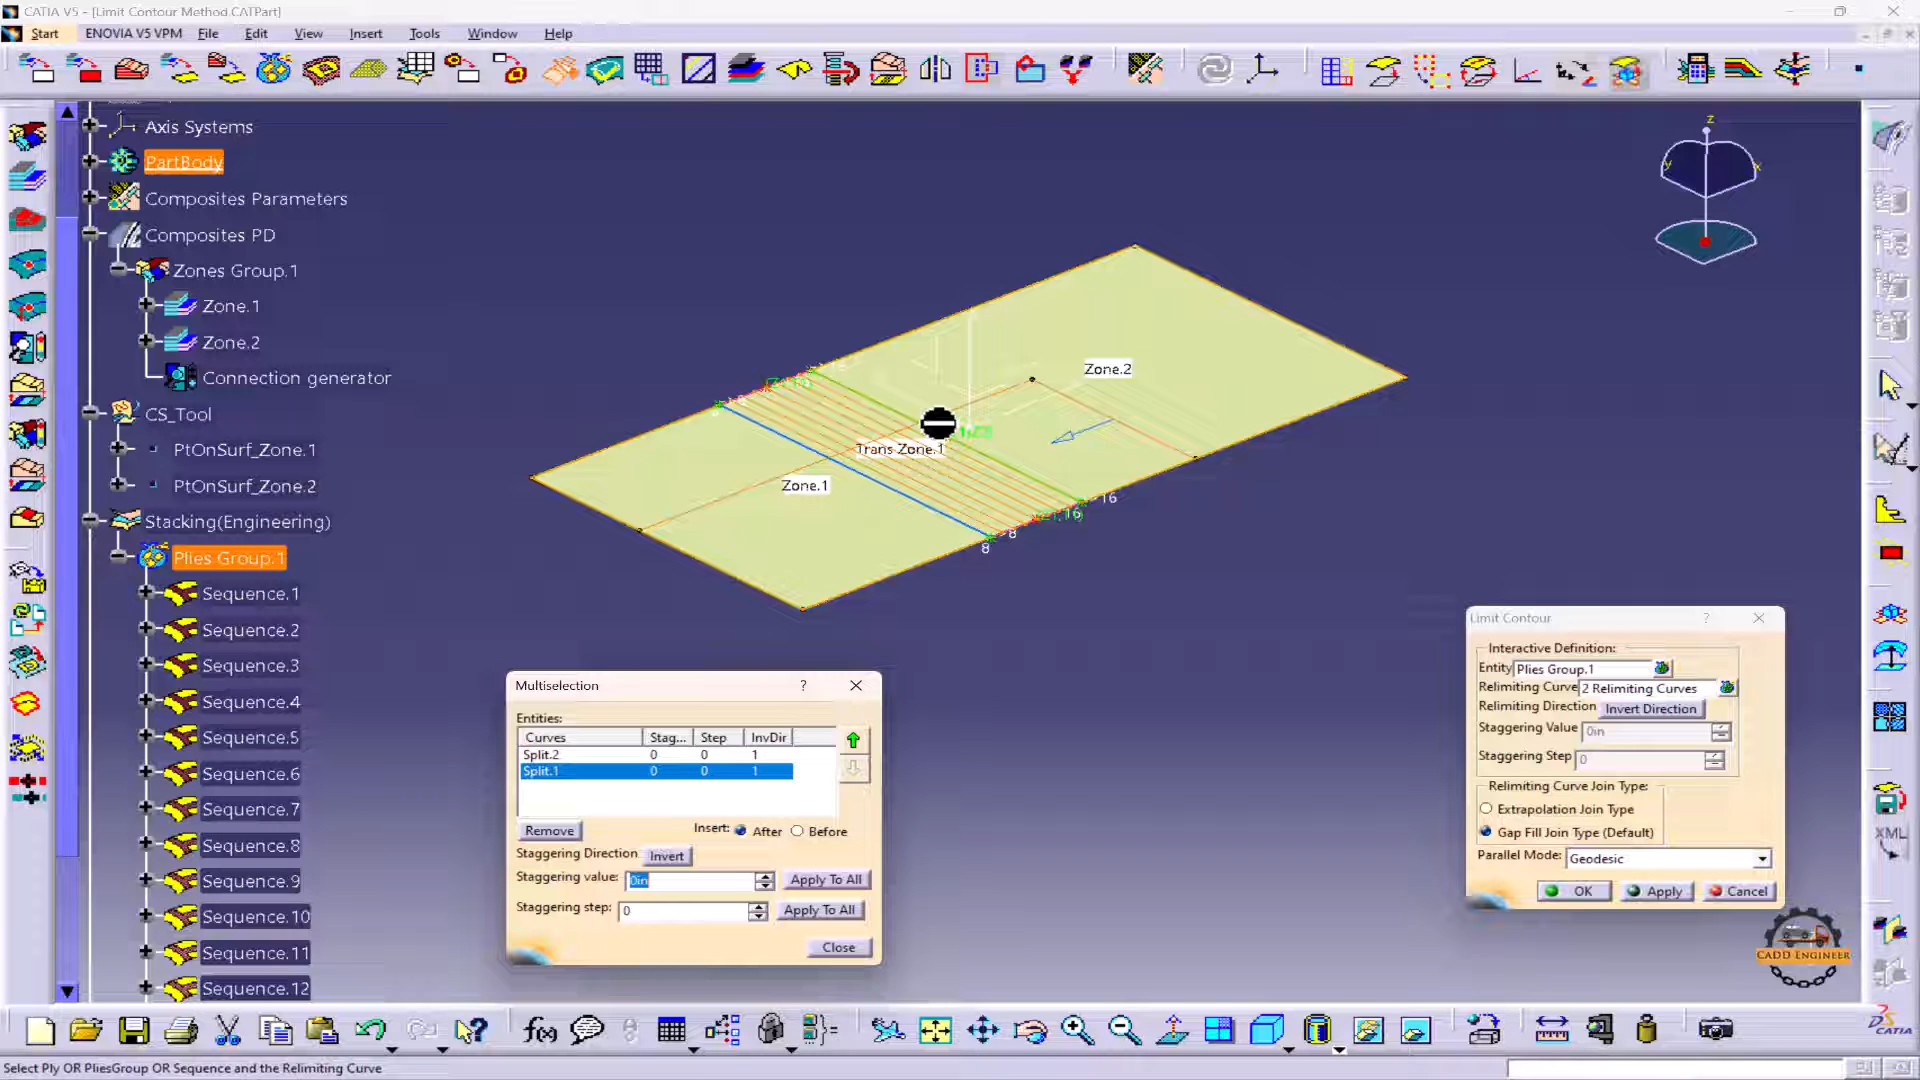 CATIA V5 - [Limit Contour Method CATPart]
Start ENOVIA V5 VPM File Edit View Insert Tools Window Help
Axis Systems
PartBody
Composites Parameters
Composites PD
Zones Group.1
Zone.1
Zone.2
Connection generator
CS_Tool
PtOnSurf_Zone.1
PtOnSurf_Zone.2
Stacking(Engineering)
Plies Group.1
Sequence.1
Sequence.2
Sequence.3
Sequence.4
Sequence.5
Sequence.6
Sequence.7
Sequence.8
Sequence.9
Sequence.10
Sequence.11
Sequence.12
z
y
x
Zone.2
Trans Zone.1
Zone.1
16
16
8
8
Multiselection ?
Entities:
Curves Stag... Step InvDir
Split.2 0 0 1
Split.1 0 0 1
Remove Insert: After Before
Staggering Direction Invert
Staggering value: 0in Apply To All
Staggering step: 0 Apply To All
Close
Limit Contour ?
Interactive Definition:
Entity Plies Group.1
Relimiting Curve 2 Relimiting Curves
Relimiting Direction Invert Direction
Staggering Value 0in
Staggering Step 0
Relimiting Curve Join Type:
Extrapolation Join Type
Gap Fill Join Type (Default)
Parallel Mode: Geodesic
OK Apply Cancel
XML
CADD ENGINEER
CATIA
Select Ply OR PliesGroup OR Sequence and the Relimiting Curve